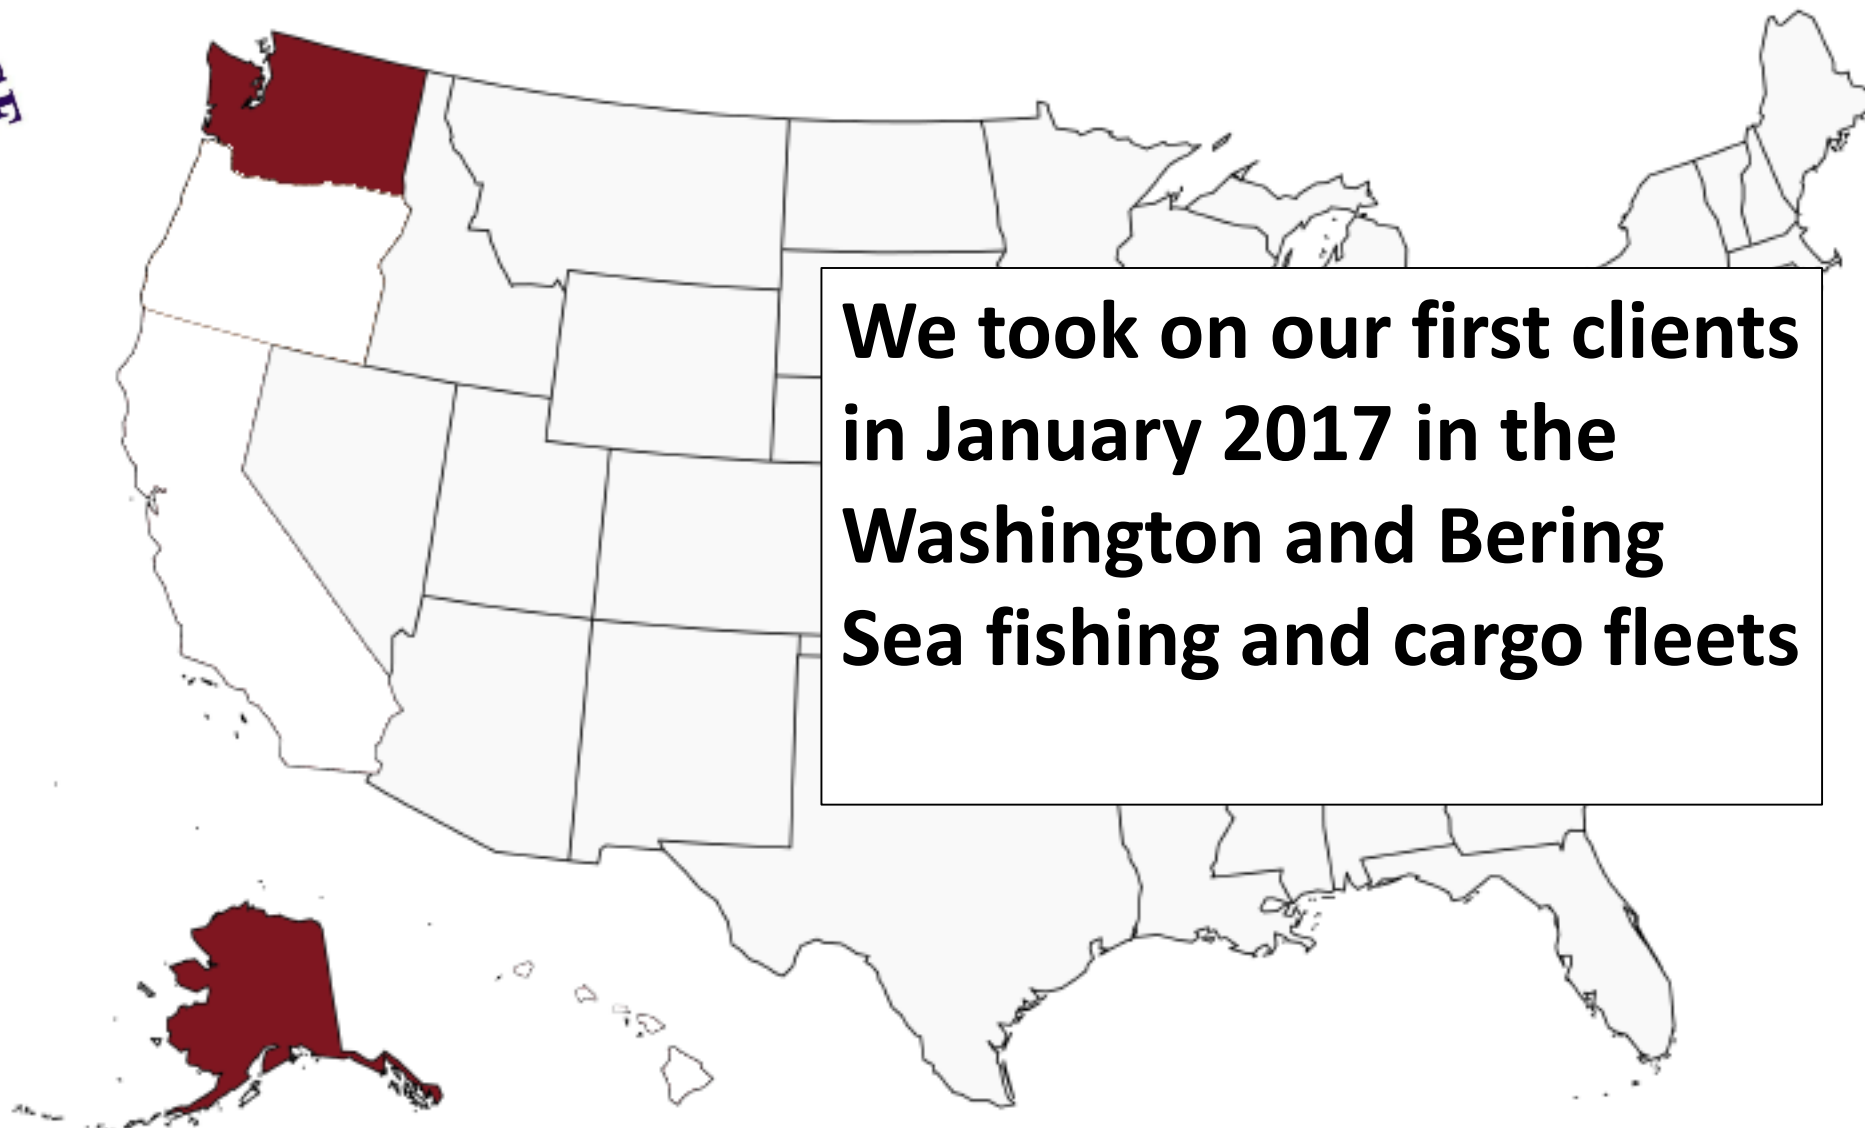 We took on our first clients
in January 2017 in the
Washington and Bering
Sea fishing and cargo fleets